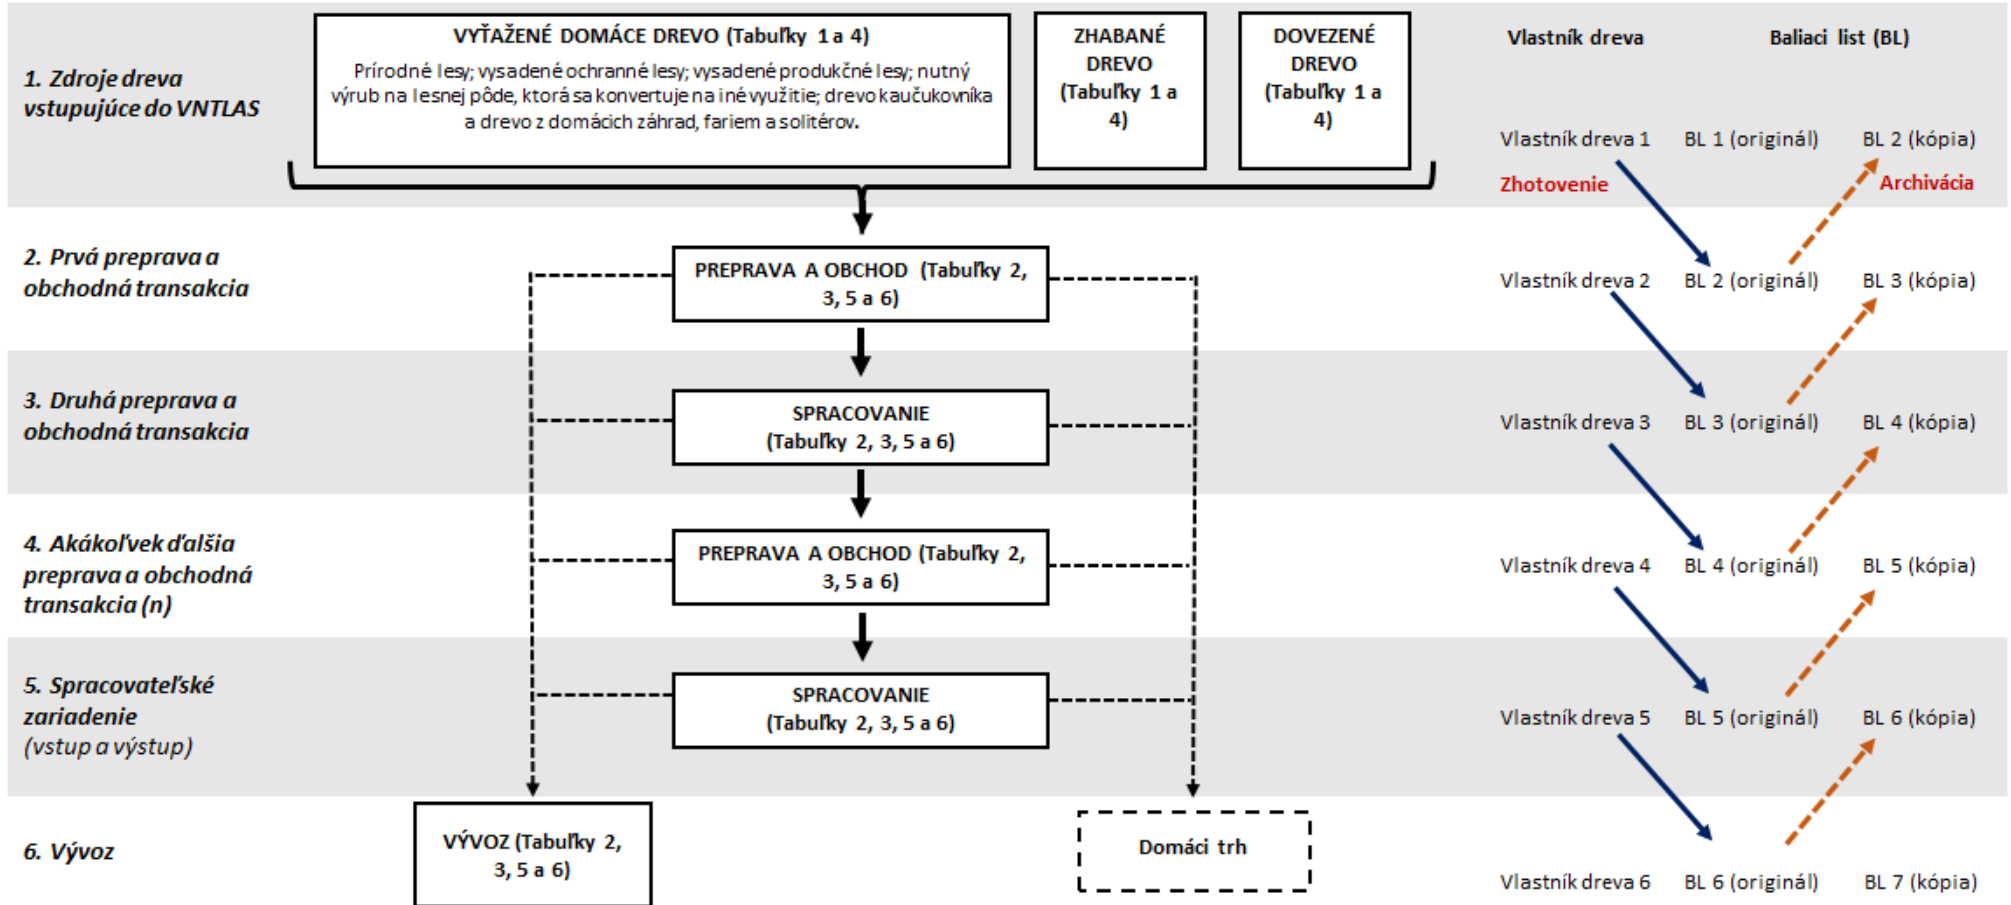 1. Zdroje dreva
vstupujúce do VNTLAS
VYŤAŽENÉ DOMÁCE DREVO (Tabuľky 1 a 4)
Prírodné lesy; vysadené ochranné lesy; vysadené produkčné lesy; nutný
výrub na lesnej pôde, ktorá sa konvertuje na iné využitie; drevo kaučukovníka
a drevo z domácich záhrad, fariem a solitérov.
ZHABANÉ
DREVO
(Tabuľky 1 a
4)
DOVEZENÉ
DREVO
(Tabuľky 1 a
4)
Vlastník dreva
Baliaci list (BL)
Vlastník dreva 1
BL 1 (originál)
BL 2 (kópia)
Zhotovenie
Archivácia
2. Prvá preprava a
obchodná transakcia
PREPRAVA A OBCHOD (Tabuľky 2,
3, 5 a 6)
Vlastník dreva 2
BL 2 (originál)
BL 3 (kópia)
3. Druhá preprava a
obchodná transakcia
SPRACOVANIE
(Tabuľky 2, 3, 5 a 6)
Vlastník dreva 3
BL 3 (originál)
BL 4 (kópia)
4. Akákoľvek ďalšia
preprava a obchodná
transakcia (n)
PREPRAVA A OBCHOD (Tabuľky 2,
3, 5 a 6)
Vlastník dreva 4
BL 4 (originál)
BL 5 (kópia)
5. Spracovateľské
zariadenie
(vstup a výstup)
SPRACOVANIE
(Tabuľky 2, 3, 5 a 6)
Vlastník dreva 5
BL 5 (originál)
BL 6 (kópia)
6. Vývoz
VÝVOZ (Tabuľky 2,
3, 5 a 6)
Domáci trh
Vlastník dreva 6
BL 6 (originál)
BL 7 (kópia)